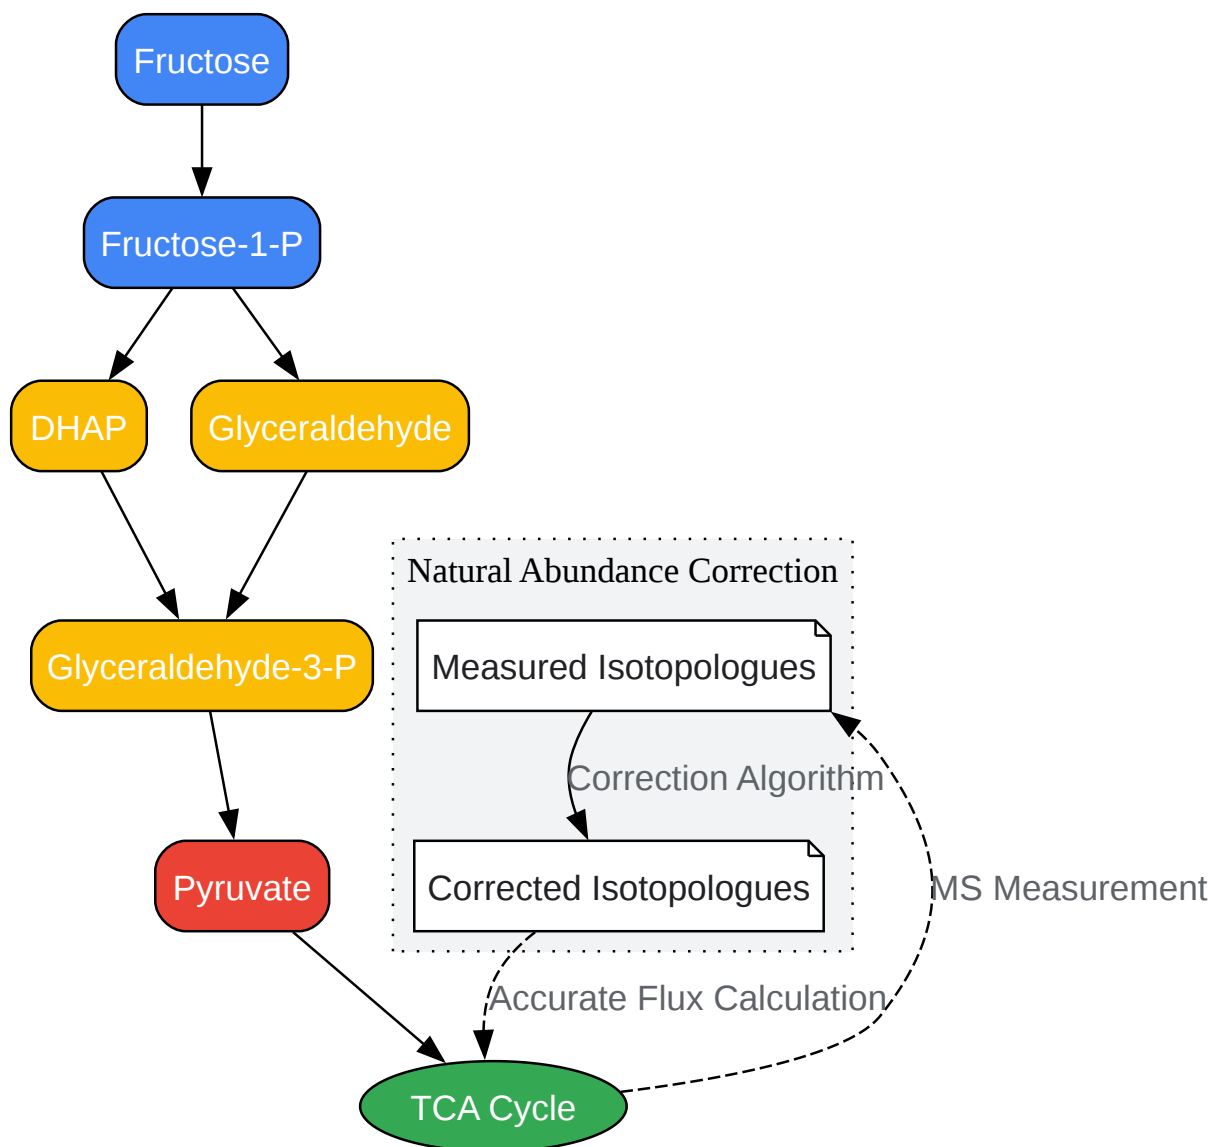 Fructose
Fructose-1-P
DHAP
Glyceraldehyde
Natural Abundance Correction
Glyceraldehyde-3-P
Measured Isotopologues
Correction Algorithm
Pyruvate
Corrected Isotopologues
MS Measurement
Accurate Flux Calculation
TCA Cycle